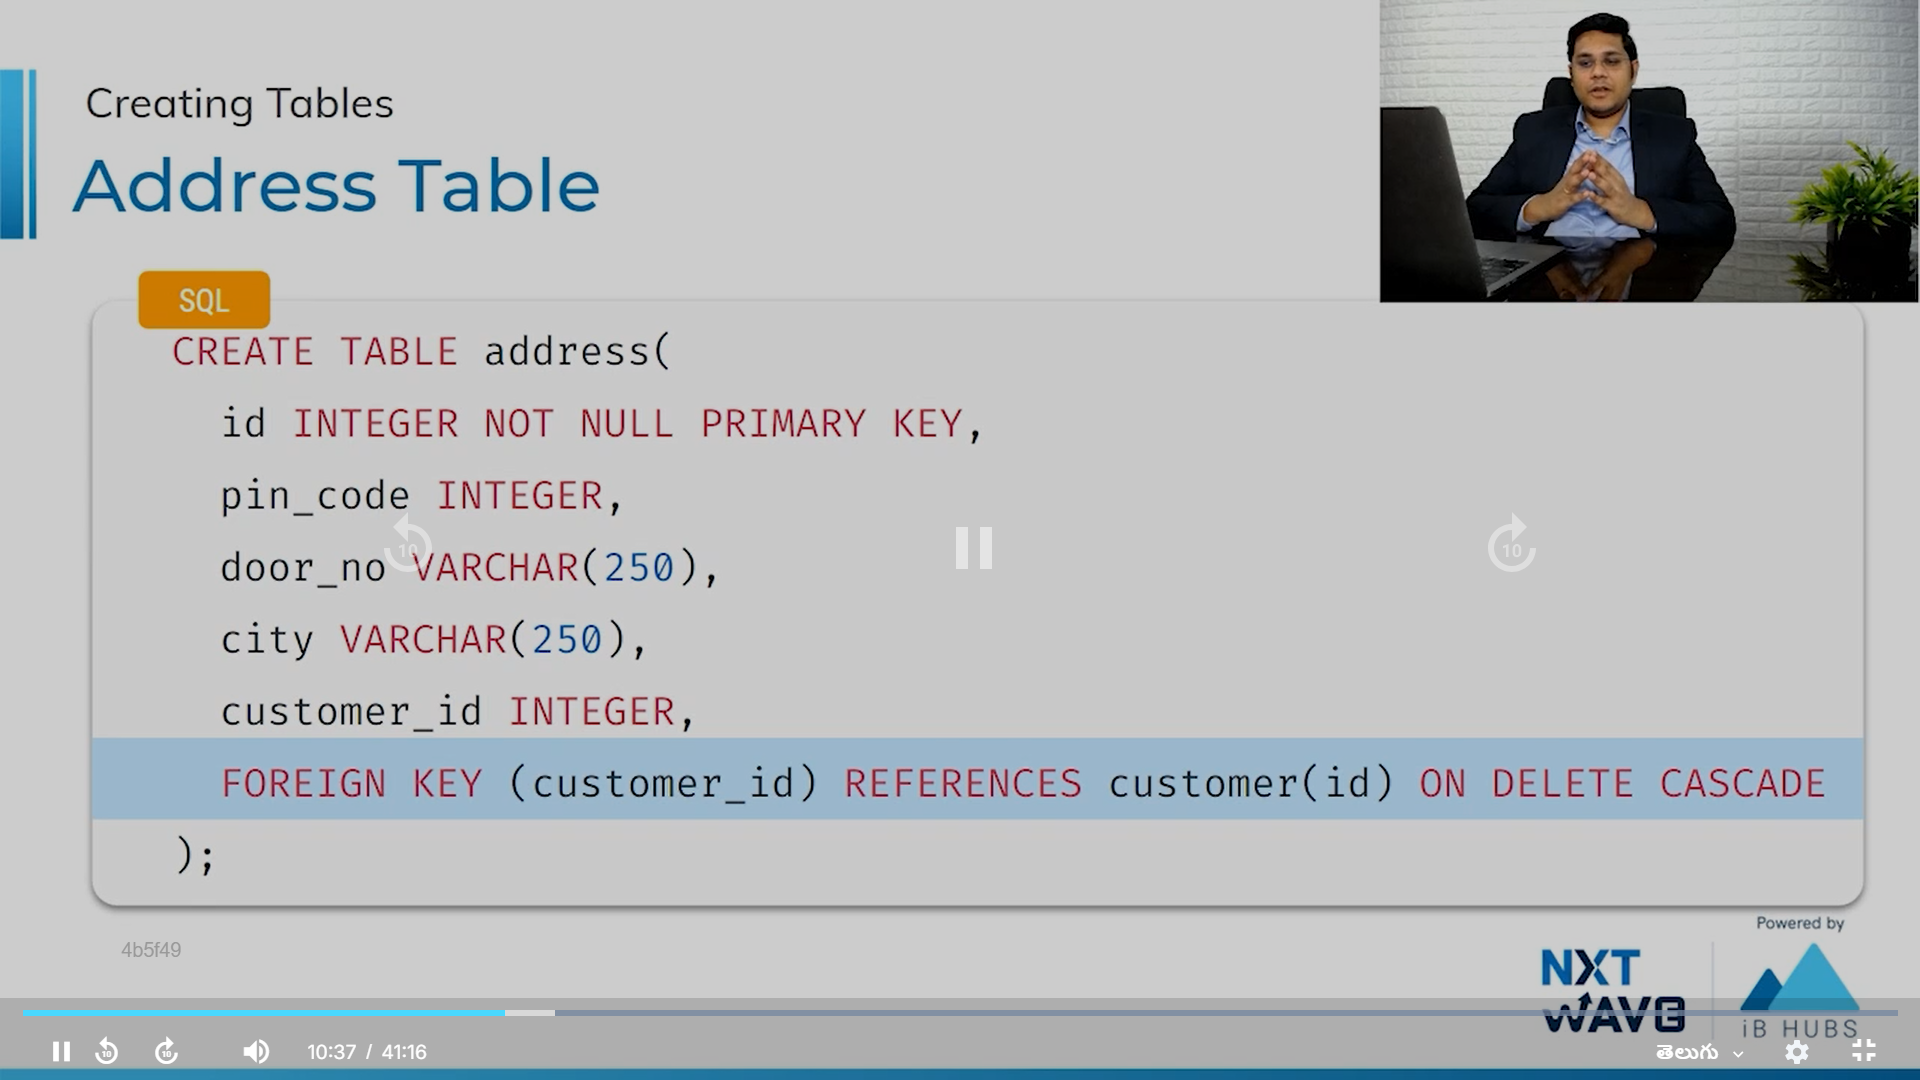 Creating Tables
Address Table
SQL
CREATE TABLE address(
id INTEGER NOT NULL PRIMARY KEY,
pin_code INTEGER,
door_no VARCHAR(250),
city VARCHAR(250),
customer_id INTEGER,
FOREIGN KEY (customer_id) REFERENCES customer(id) ON DELETE CASCADE
);
10
10
4b5f49
Powered by
NXT
WAVE
iB HUBS
10
10
10:37 / 41:16
తెలుగు